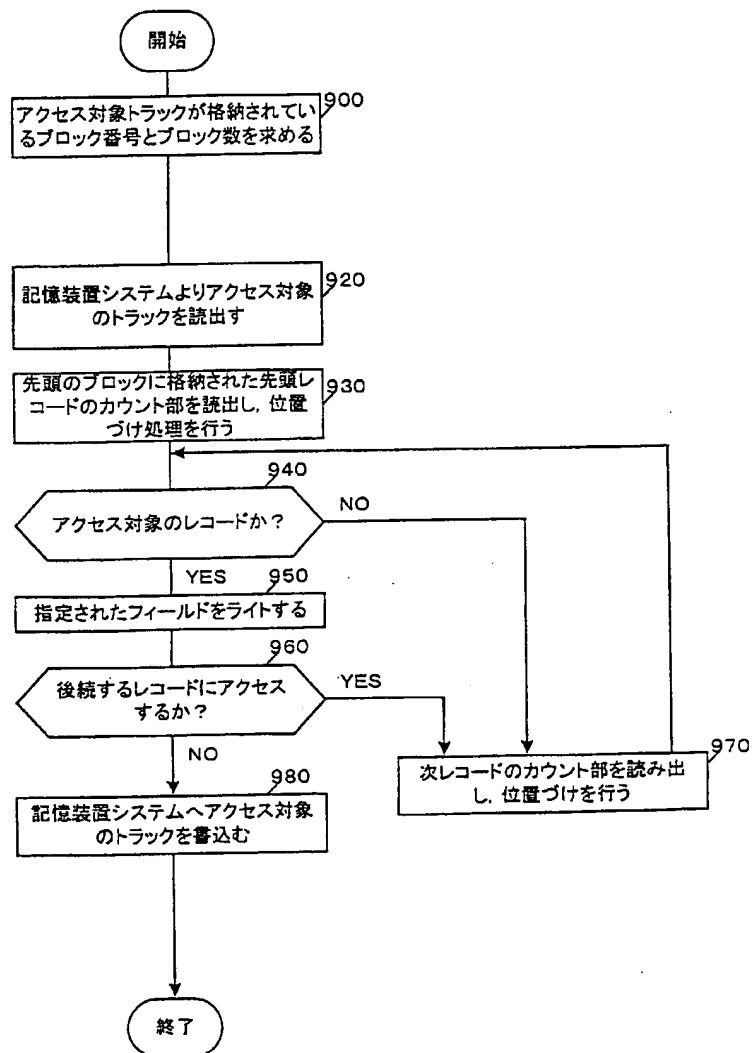 開始
900
アクセス対象トラックが格納されてい
るブロック番号とブロック数を求める
920
記憶装置システムよりアクセス対象
のトラックを読出す
930
先頭のブロックに格納された先頭レ
コードのカウント部を読出し,位置
づけ処理を行う
940
アクセス対象のレコードか?
NO
YES
950
指定されたフィールドをライトする
960
後続するレコードにアクセス
するか?
YES
NO
970
次レコードのカウント部を読み出
し,位置づけを行う
980
記憶装置システムへアクセス対象
のトラックを書込む
終了